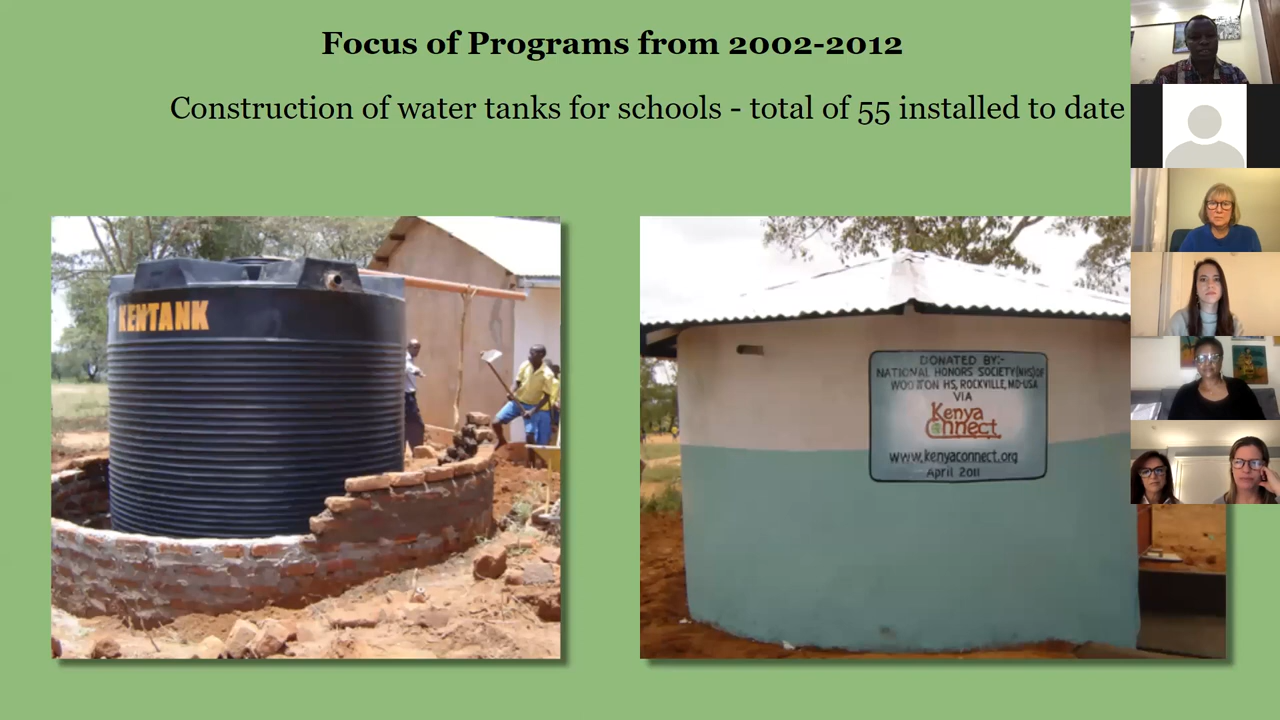 Focus of Programs from 2002-2012
Construction of water tanks for schools - total of 55 installed to date
KENTANK
DONATED BY:-
NATIONAL HONORS SOCIETY(NHS)OF
WOOTTON HS, ROCKVILLE, MD-USA
VIA
Kenya
Connect
www.kenyaconnect.org
April 2011